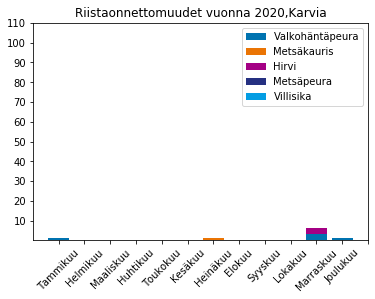 Riistaonnettomuudet vuonna 2020,Karvia
110
100
90
80
70
60
50
40
30
20
10
Valkohäntäpeura
Metsäkauris
Hirvi
Metsäpeura
Villisika
Tammikuu
Helmikuu
Maaliskuu
Huhtikuu
Toukokuu
Kesäkuu
Heinäkuu
Elokuu
Syyskuu
Lokakuu
Marraskuu
Joulukuu